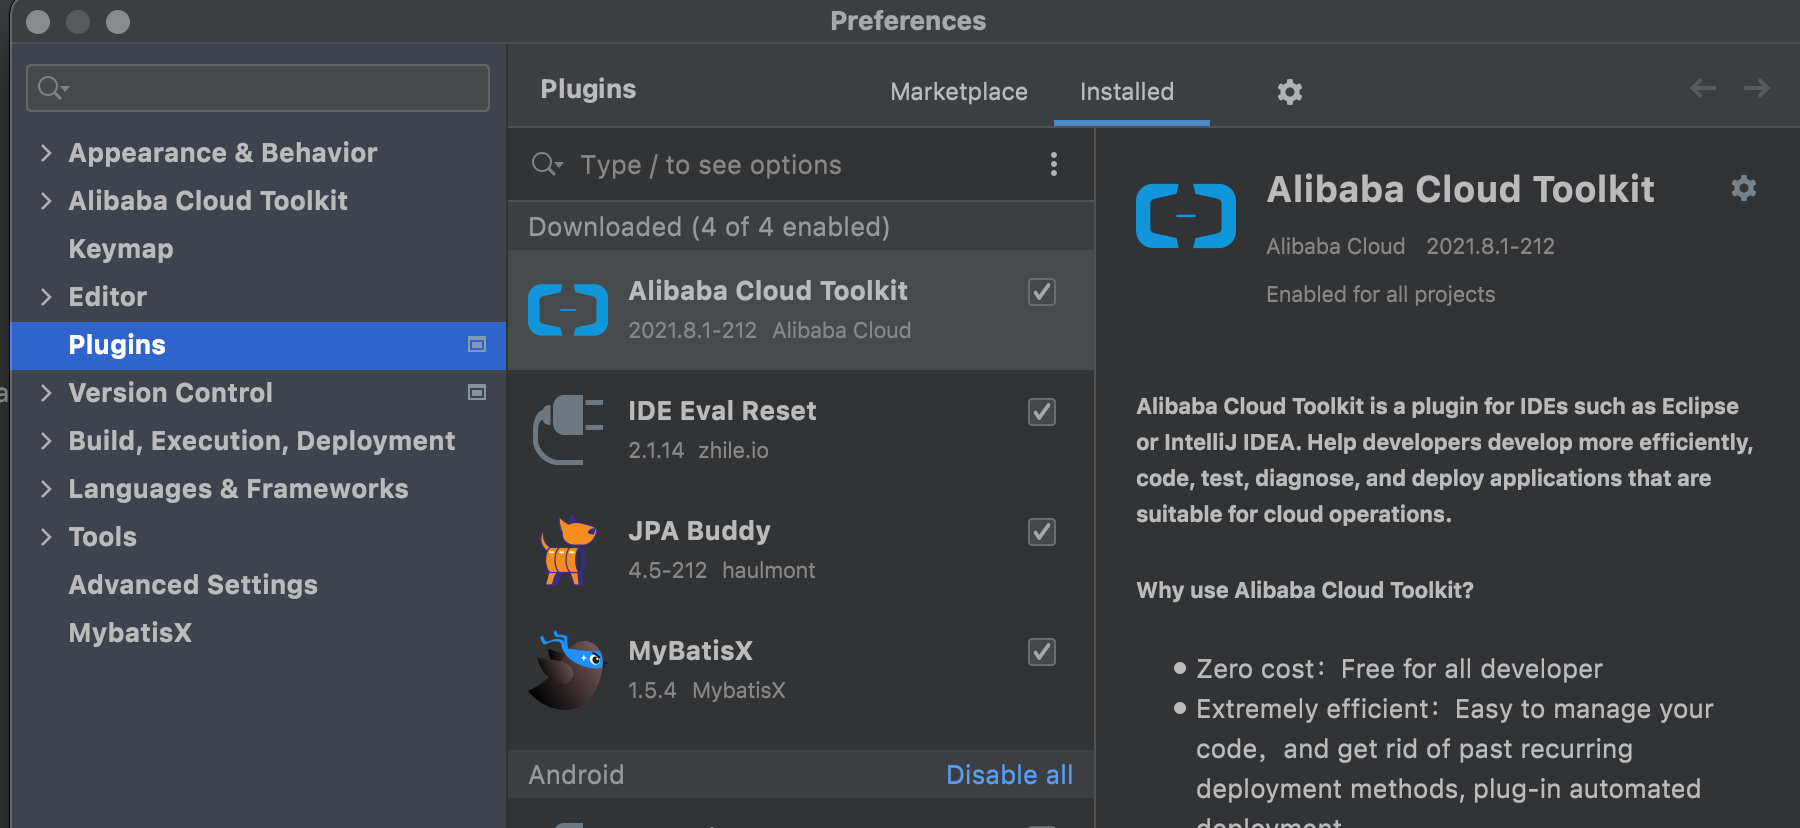 Preferences
Appearance & Behavior
Alibaba Cloud Toolkit
Keymap
Editor
Plugins
Version Control
Build, Execution, Deployment
Languages & Frameworks
Tools
Advanced Settings
MybatisX
Plugins
Marketplace
Installed
Type / to see options
Downloaded (4 of 4 enabled)
Alibaba Cloud Toolkit
2021.8.1-212 Alibaba Cloud
IDE Eval Reset
2.1.14 zhile.io
JPA Buddy
4.5-212 haulmont
MyBatisX
1.5.4 MybatisX
Android
Disable all
Alibaba Cloud Toolkit
Alibaba Cloud 2021.8.1-212
Enabled for all projects
Alibaba Cloud Toolkit is a plugin for IDEs such as Eclipse
or IntelliJ IDEA. Help developers develop more efficiently,
code, test, diagnose, and deploy applications that are
suitable for cloud operations.
Why use Alibaba Cloud Toolkit?
Zero cost：Free for all developer
Extremely efficient：Easy to manage your
code，and get rid of past recurring
deployment methods, plug-in automated
deployment